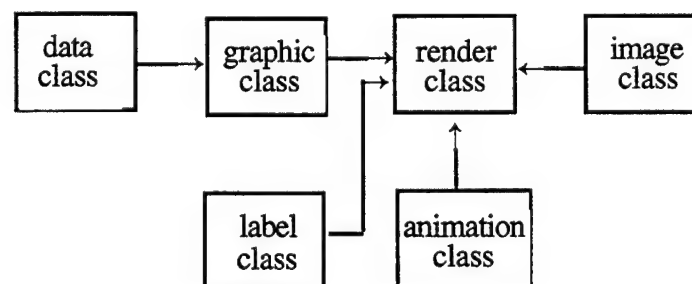 data
class
graphic
class
render
class
image
class
label
class
animation
class